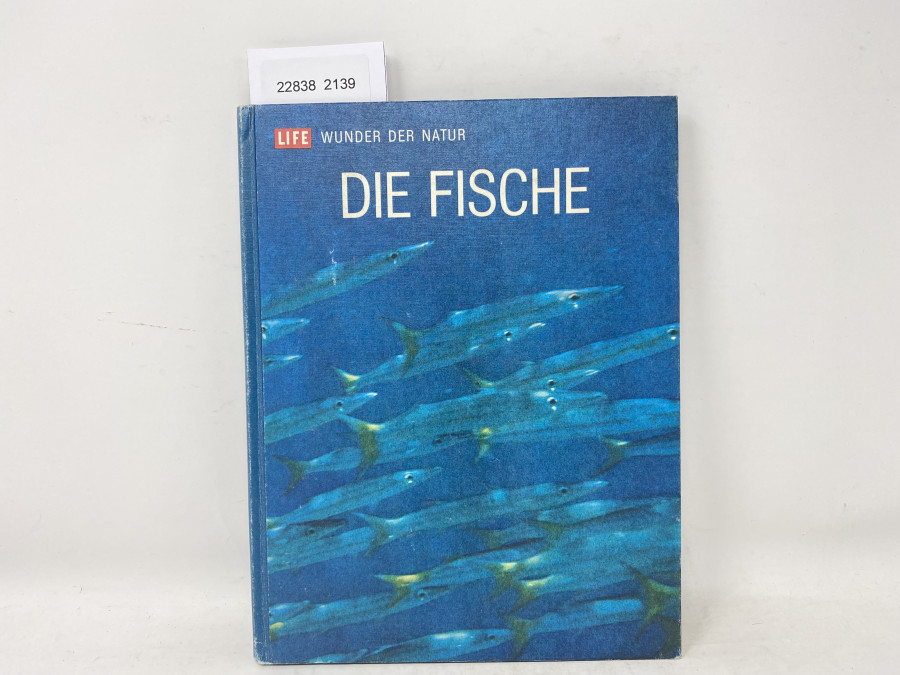 22838 2139
LIFE WUNDER DER NATUR
DIE FISCHE